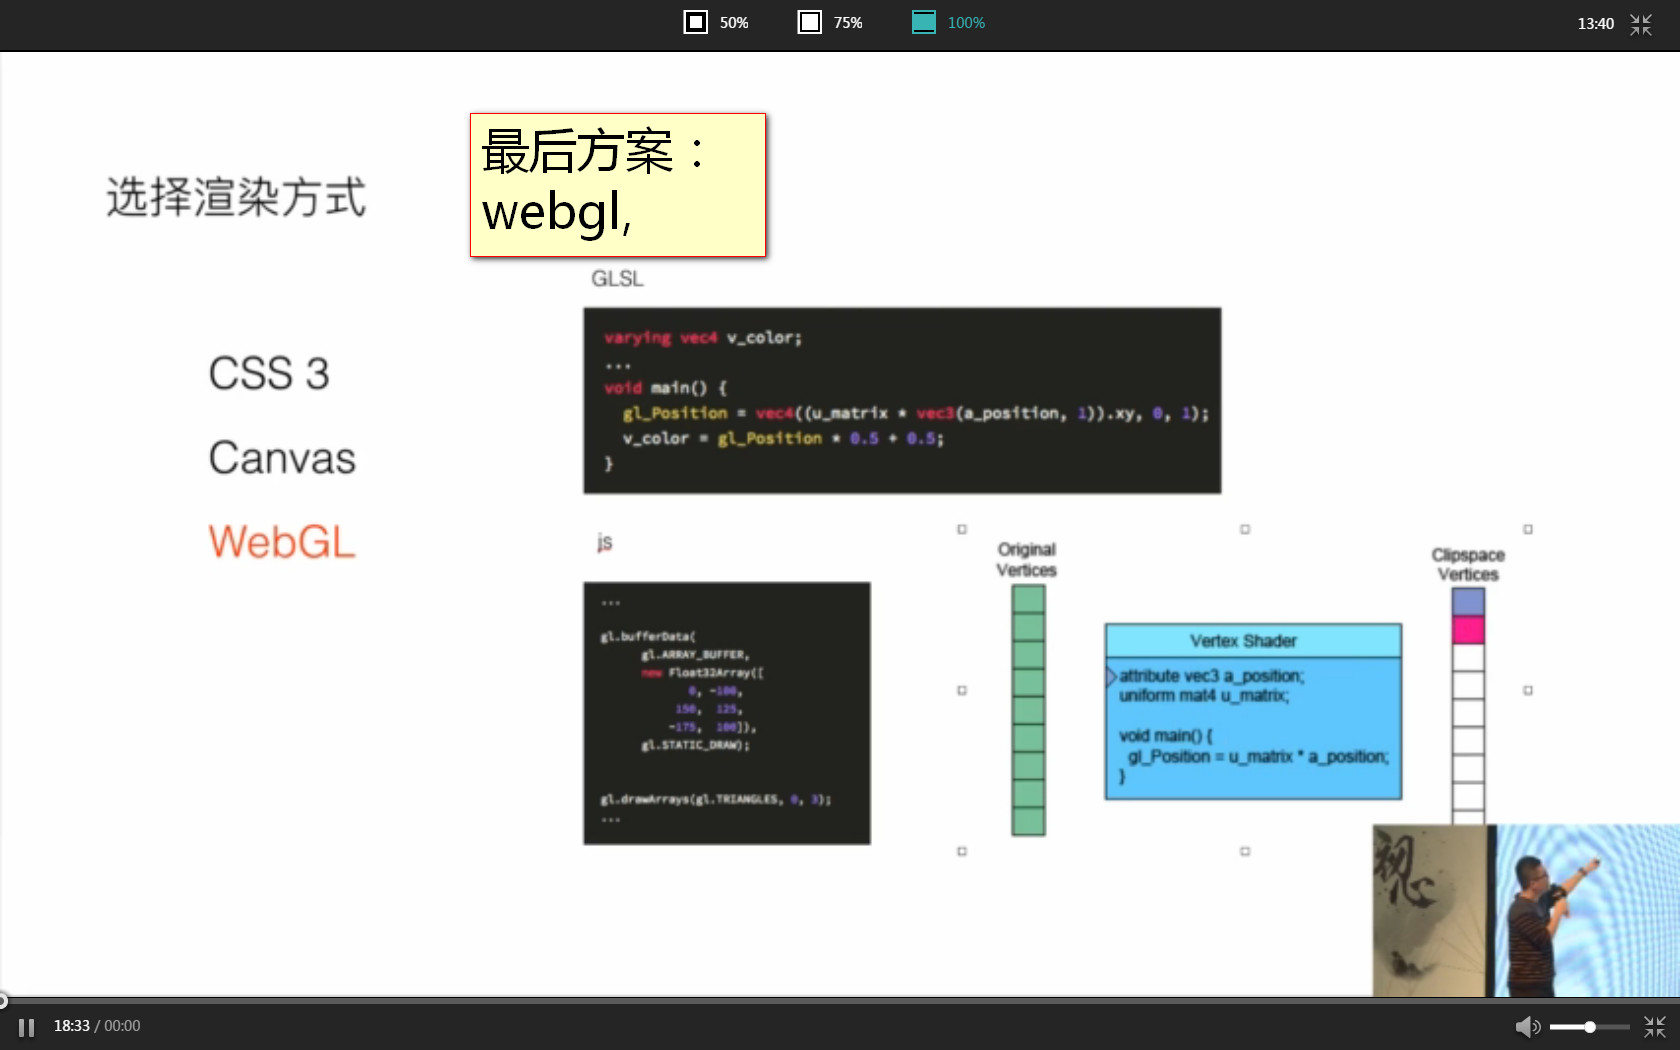 50%
75%
100%
13:40
最后方案：
webgl,
选择渲染方式
CSS 3
Canvas
WebGL
GLSL
varying vec4 v_color;
...
void main() {
gl_Position = vec4((u_matrix * vec3(a_position, 1)).xy, 0, 1);
v_color = gl_Position * 0.5 + 0.5;
}
js
...
gl.bufferData(
gl.ARRAY_BUFFER,
new Float32Array([
0, -100,
150, 125,
-175, 100]),
gl.STATIC_DRAW);
gl.drawArrays(gl.TRIANGLES, 0, 3);
...
Original
Vertices
Vertex Shader
attribute vec3 a_position;
uniform mat4 u_matrix;
void main() {
gl_Position = u_matrix * a_position;
}
Clipspace
Vertices
18:33 / 00:00